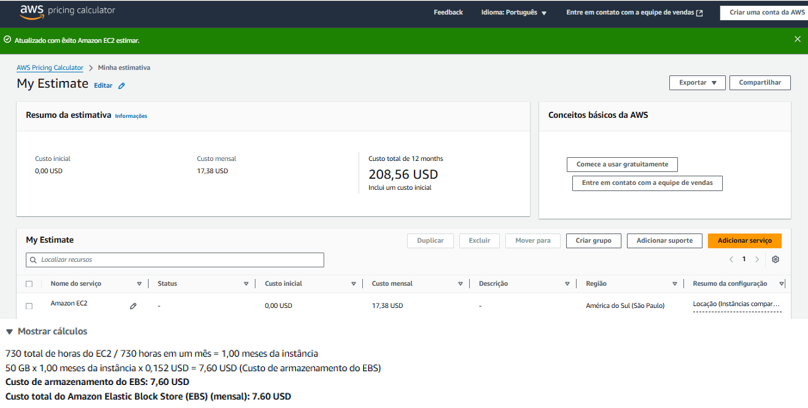 aws pricing calculator
Feedback Idioma: Português Entre em contato com a equipe de vendas Criar uma conta da AWS
Atualizado com êxito Amazon EC2 estimar.
AWS Pricing Calculator > Minha estimativa
My Estimate Editar Exportar Compartilhar
Resumo da estimativa Informações
Custo inicial
0,00 USD
Custo mensal
17,38 USD
Custo total de 12 months
208,56 USD
Inclui um custo inicial
Conceitos básicos da AWS
Comece a usar gratuitamente
Entre em contato com a equipe de vendas
My Estimate Duplicar Excluir Mover para Criar grupo Adicionar suporte Adicionar serviço
Localizar recursos 1
Nome do serviço Status Custo inicial Custo mensal Descrição Região Resumo da configuração
Amazon EC2 - 0,00 USD 17,38 USD - América do Sul (São Paulo) Locação (Instâncias compar...
Mostrar cálculos
730 total de horas do EC2 / 730 horas em um mês = 1,00 meses da instância
50 GB x 1,00 meses da instância x 0,152 USD = 7,60 USD (Custo de armazenamento do EBS)
Custo de armazenamento do EBS: 7,60 USD
Custo total do Amazon Elastic Block Store (EBS) (mensal): 7.60 USD